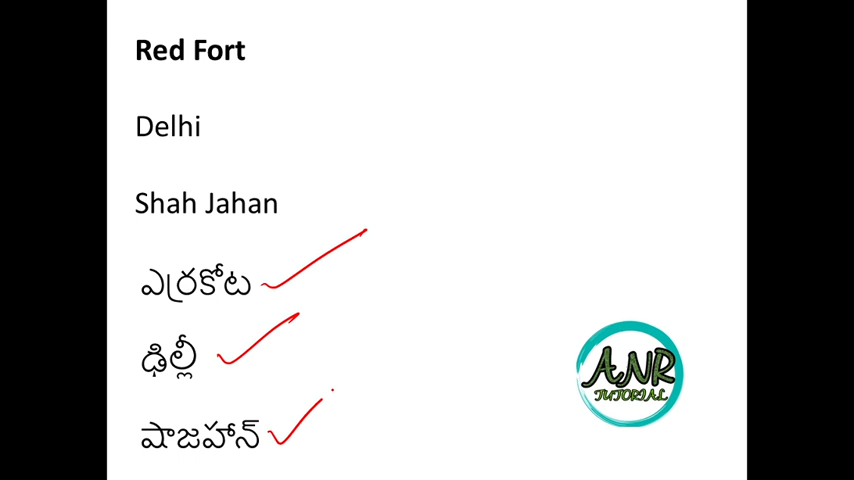 Red Fort
Delhi
Shah Jahan
ఎర్రకోట
ఢిల్లీ
షాజహాన్
ANR
TUTORIAL